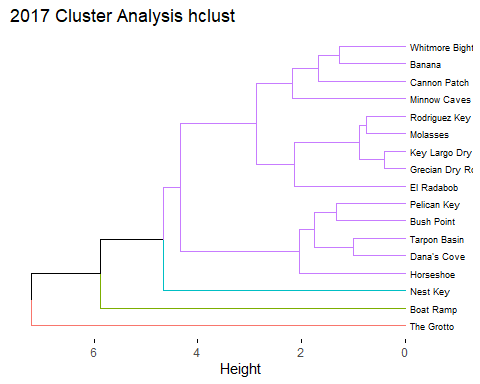 2017 Cluster Analysis hclust
Whitmore Bight
Banana
Cannon Patch
Minnow Caves
Rodriguez Key
Molasses
Key Largo Dry
Grecian Dry Ro
El Radabob
Pelican Key
Bush Point
Tarpon Basin
Dana's Cove
Horseshoe
Nest Key
Boat Ramp
The Grotto
6 4 2 0
Height